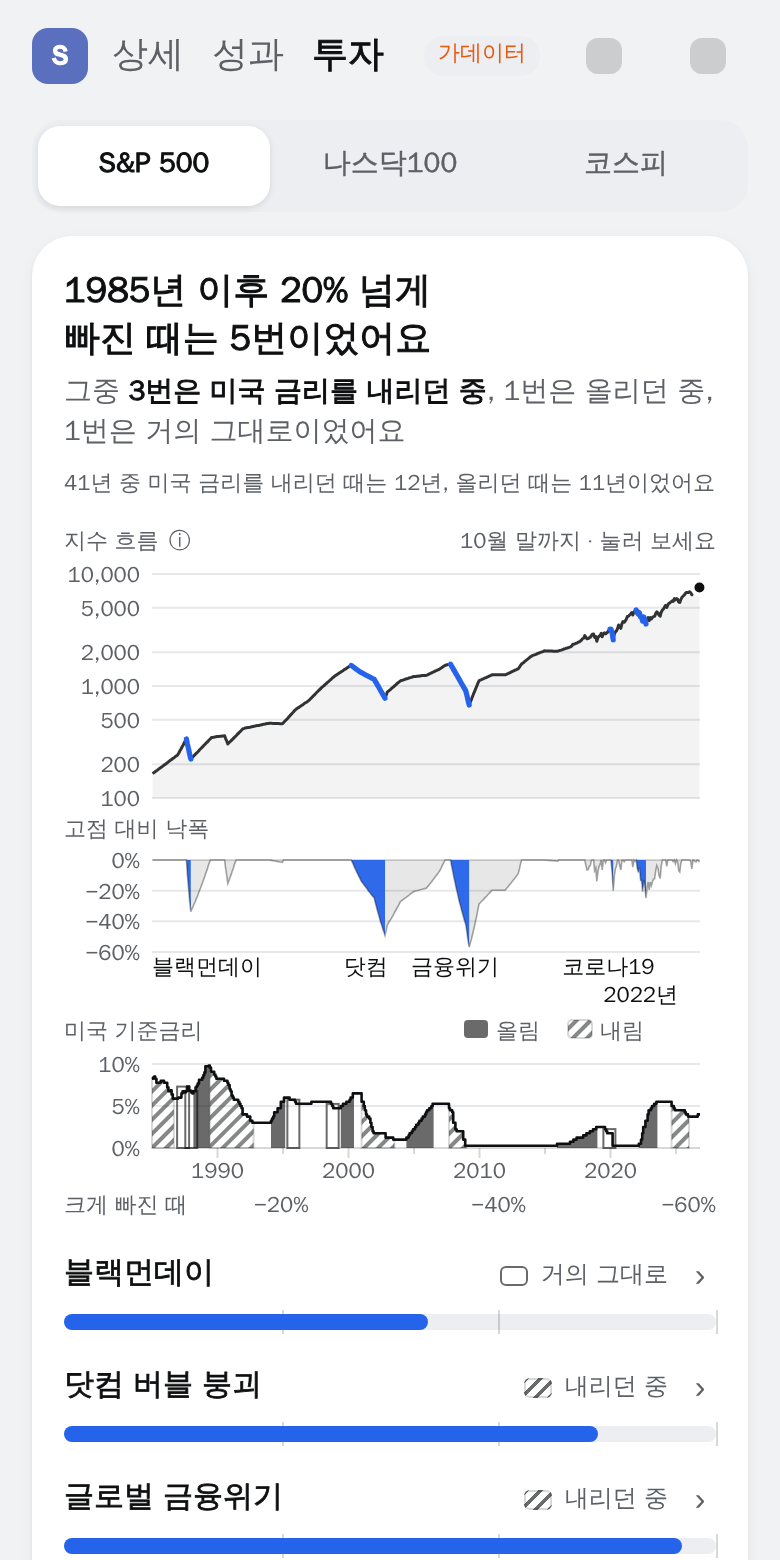 S 상세 성과 투자 가데이터
S&P 500 나스닥100 코스피
1985년 이후 20% 넘게
빠진 때는 5번이었어요
그중 3번은 미국 금리를 내리던 중, 1번은 올리던 중,
1번은 거의 그대로이었어요
41년 중 미국 금리를 내리던 때는 12년, 올리던 때는 11년이었어요
지수 흐름 ⓘ 10월 말까지 · 눌러 보세요
10,000
5,000
2,000
1,000
500
200
100
고점 대비 낙폭
0%
−20%
−40%
−60%
블랙먼데이 닷컴 금융위기 코로나19
2022년
미국 기준금리 올림 내림
10%
5%
0%
1990 2000 2010 2020
크게 빠진 때 −20% −40% −60%
블랙먼데이 거의 그대로 ›
닷컴 버블 붕괴 내리던 중 ›
글로벌 금융위기 내리던 중 ›